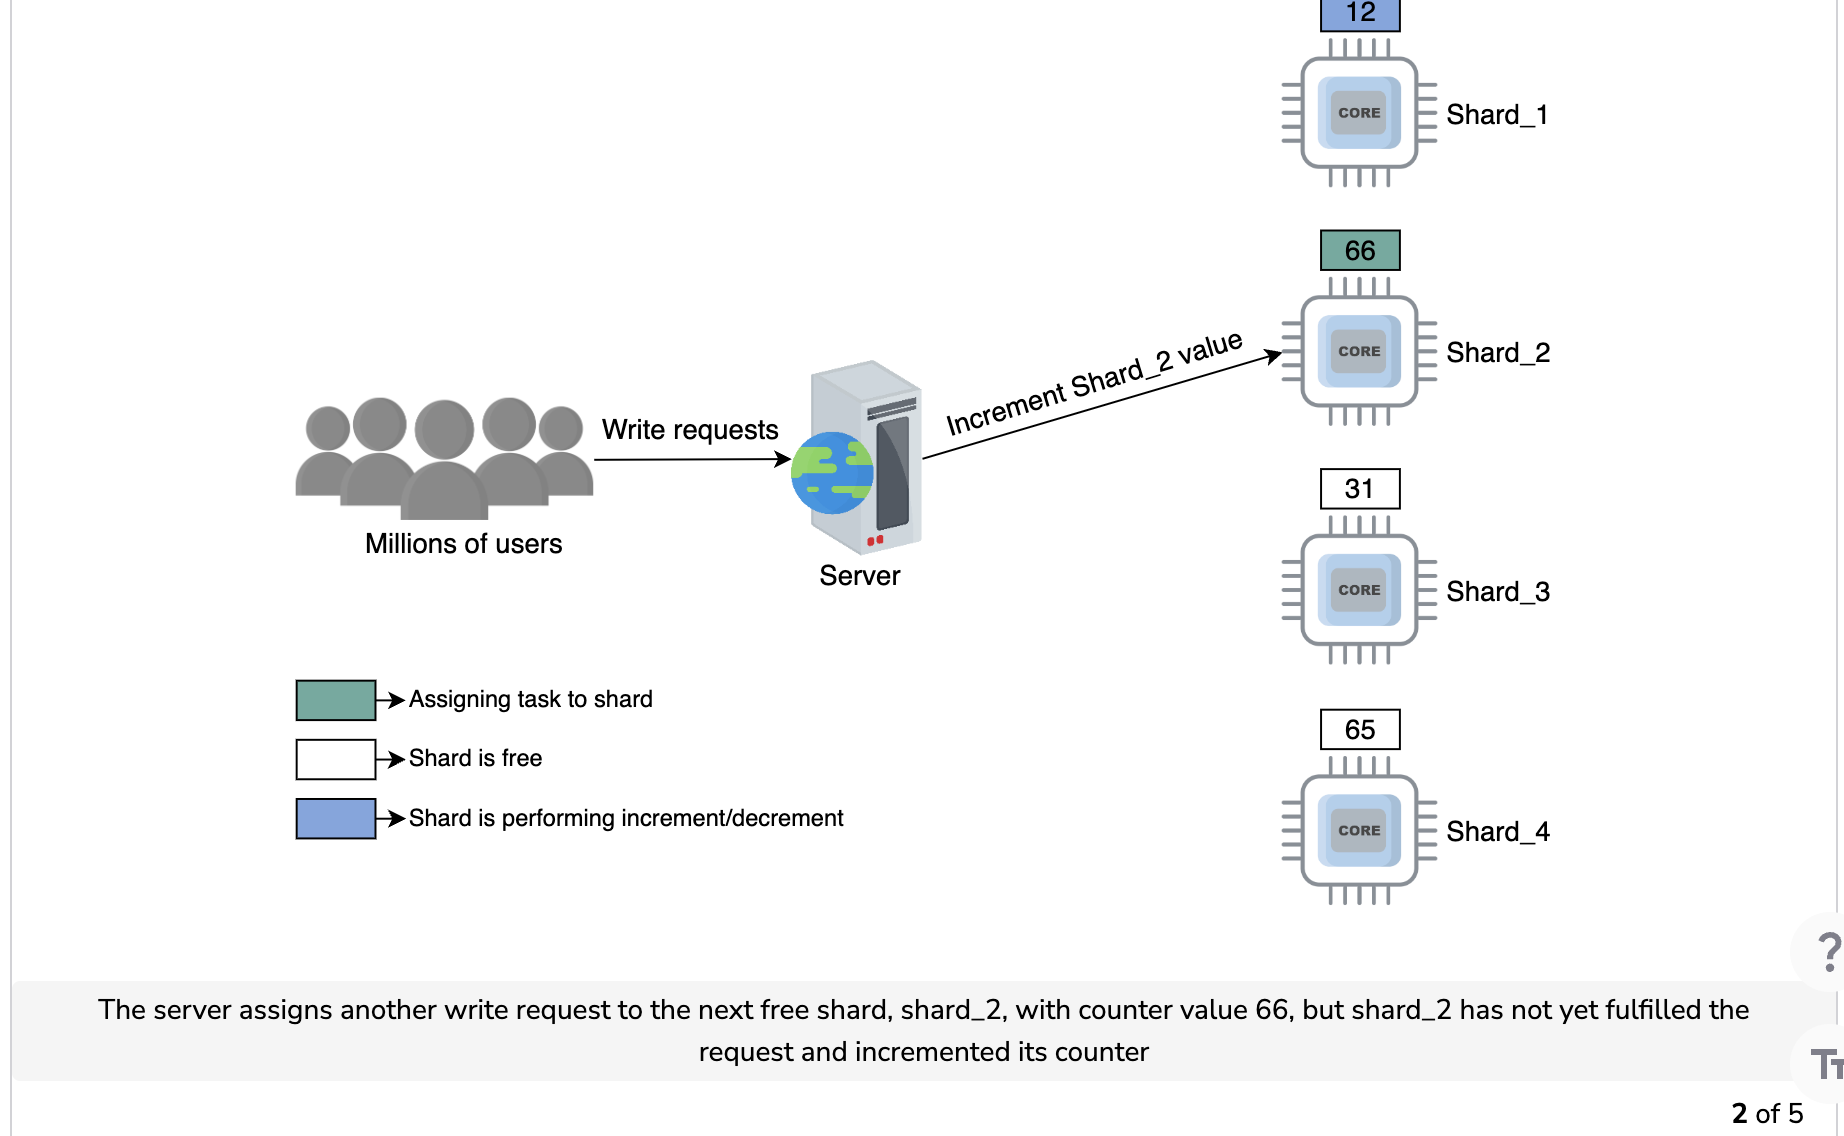 12
CORE
Shard_1
66
CORE
Shard_2
Increment Shard_2 value
Write requests
Millions of users
Server
31
CORE
Shard_3
Assigning task to shard
Shard is free
Shard is performing increment/decrement
65
CORE
Shard_4
?
The server assigns another write request to the next free shard, shard_2, with counter value 66, but shard_2 has not yet fulfilled the
request and incremented its counter
TT
2 of 5